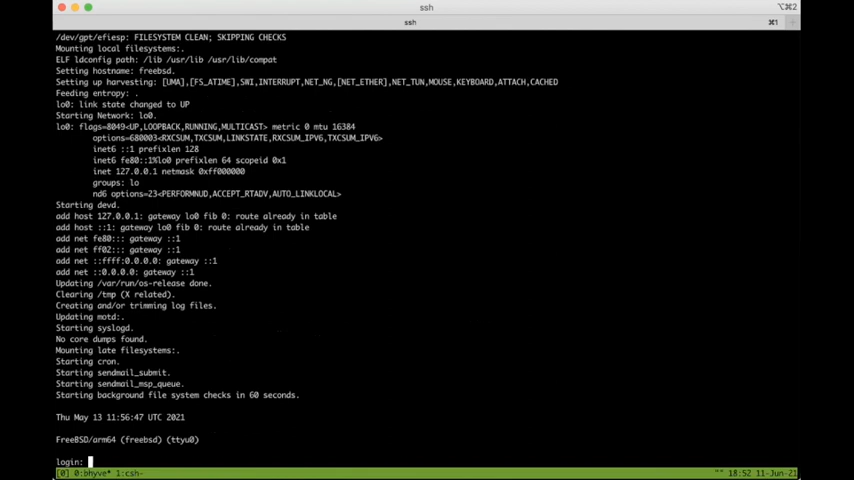 ssh
⌥⌘2
ssh
⌘1
+
/dev/gpt/efiesp: FILESYSTEM CLEAN; SKIPPING CHECKS
Mounting local filesystems:.
ELF ldconfig path: /lib /usr/lib /usr/lib/compat
Setting hostname: freebsd.
Setting up harvesting: [UMA],[FS_ATIME],SWI,INTERRUPT,NET_NG,[NET_ETHER],NET_TUN,MOUSE,KEYBOARD,ATTACH,CACHED
Feeding entropy: .
lo0: link state changed to UP
Starting Network: lo0.
lo0: flags=8049<UP,LOOPBACK,RUNNING,MULTICAST> metric 0 mtu 16384
options=680003<RXCSUM,TXCSUM,LINKSTATE,RXCSUM_IPV6,TXCSUM_IPV6>
inet6 ::1 prefixlen 128
inet6 fe80::1%lo0 prefixlen 64 scopeid 0x1
inet 127.0.0.1 netmask 0xff000000
groups: lo
nd6 options=23<PERFORMNUD,ACCEPT_RTADV,AUTO_LINKLOCAL>
Starting devd.
add host 127.0.0.1: gateway lo0 fib 0: route already in table
add host ::1: gateway lo0 fib 0: route already in table
add net fe80::: gateway ::1
add net ff02::: gateway ::1
add net ::ffff:0.0.0.0: gateway ::1
add net ::0.0.0.0: gateway ::1
Updating /var/run/os-release done.
Clearing /tmp (X related).
Creating and/or trimming log files.
Updating motd:.
Starting syslogd.
No core dumps found.
Mounting late filesystems:.
Starting cron.
Starting sendmail_submit.
Starting sendmail_msp_queue.
Starting background file system checks in 60 seconds.
Thu May 13 11:56:47 UTC 2021
FreeBSD/arm64 (freebsd) (ttyu0)
login:
[0] 0:bhyve* 1:csh-
"" 18:52 11-Jun-21